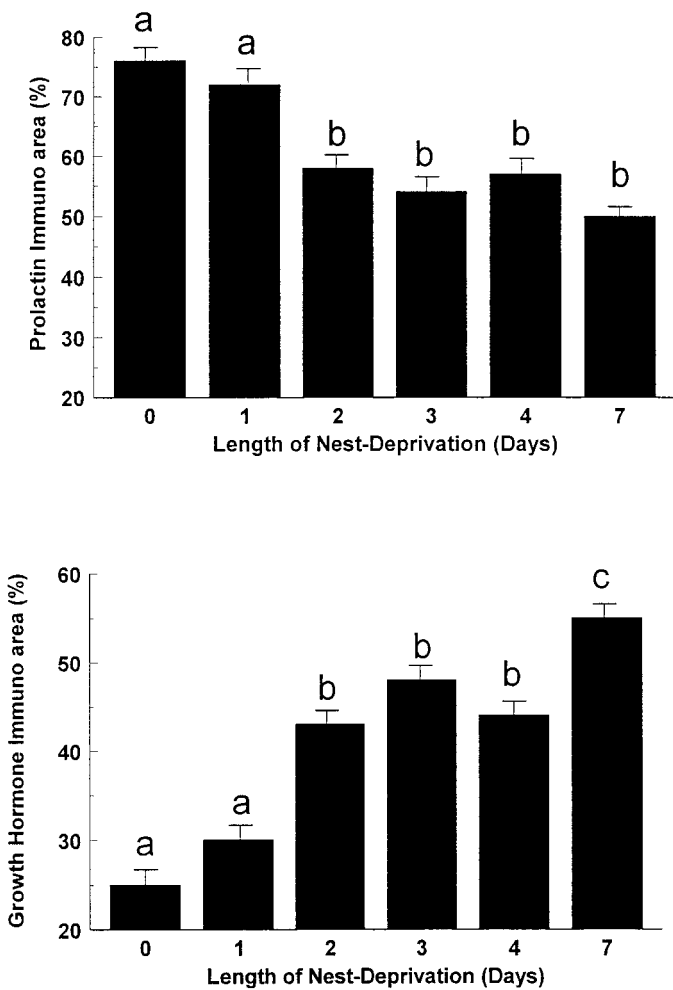 Prolactin Immuno area (%)
80
70
60
50
40
30
20
a
a
b
b
b
b
0 1 2 3 4 7
Length of Nest-Deprivation (Days)
Growth Hormone Immuno area (%)
60
50
40
30
20
a
a
b
b
b
c
0 1 2 3 4 7
Length of Nest-Deprivation (Days)